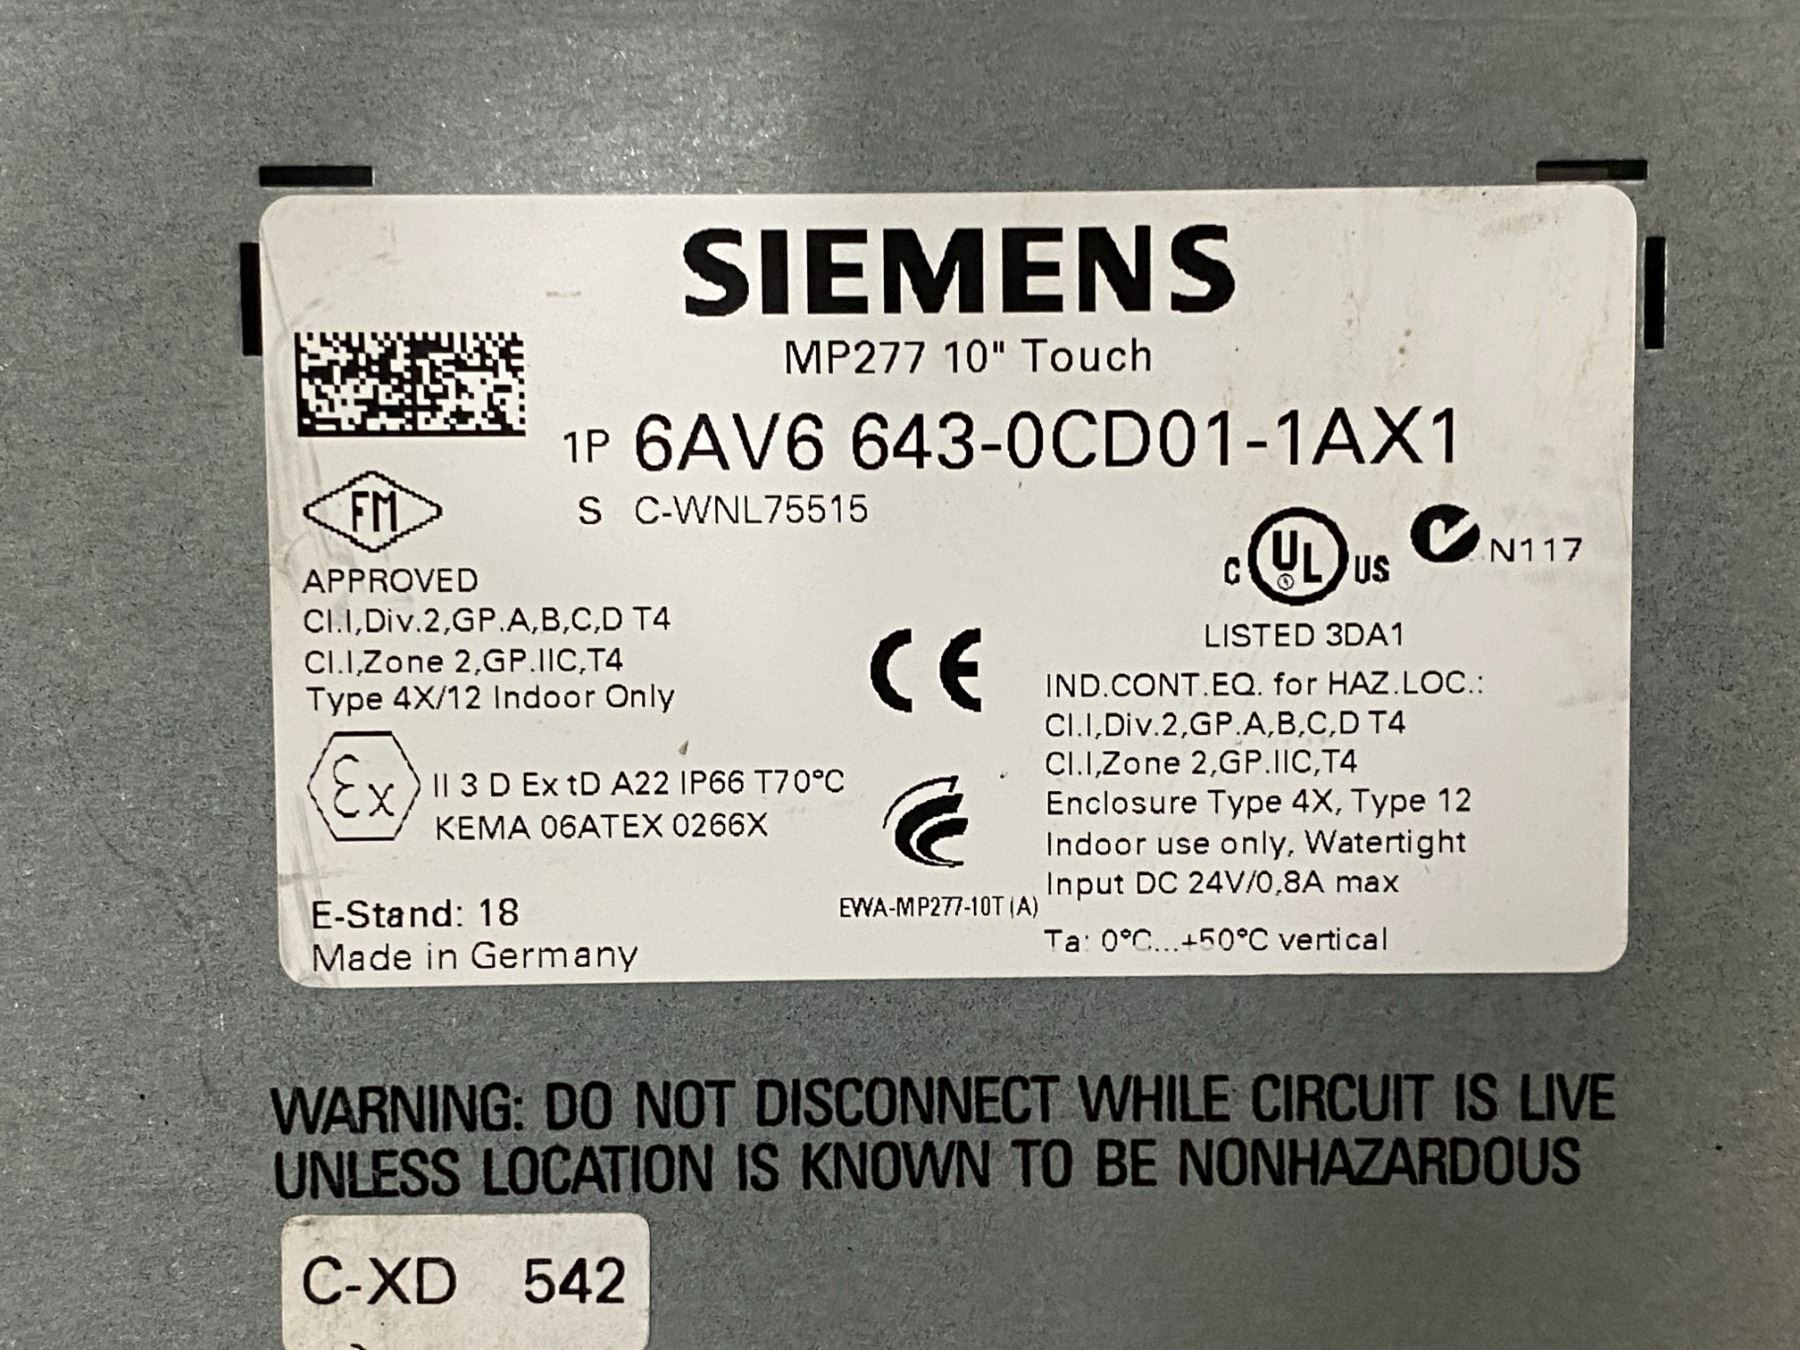 SIEMENS
MP277 10" Touch
1P 6AV6 643-0CD01-1AX1
S C-WNL75515
FM
APPROVED
Cl.I,Div.2,GP.A,B,C,D T4
Cl.I,Zone 2,GP.IIC,T4
Type 4X/12 Indoor Only
Ex II 3 D Ex tD A22 IP66 T70°C
KEMA 06ATEX 0266X
E-Stand: 18
Made in Germany
CE
EWA-MP277-10T(A)
C UL US N117
LISTED 3DA1
IND.CONT.EQ. for HAZ.LOC.:
Cl.I,Div.2,GP.A,B,C,D T4
Cl.I,Zone 2,GP.IIC,T4
Enclosure Type 4X, Type 12
Indoor use only, Watertight
Input DC 24V/0,8A max
Ta: 0°C...+50°C vertical
WARNING: DO NOT DISCONNECT WHILE CIRCUIT IS LIVE
UNLESS LOCATION IS KNOWN TO BE NONHAZARDOUS
C-XD 542